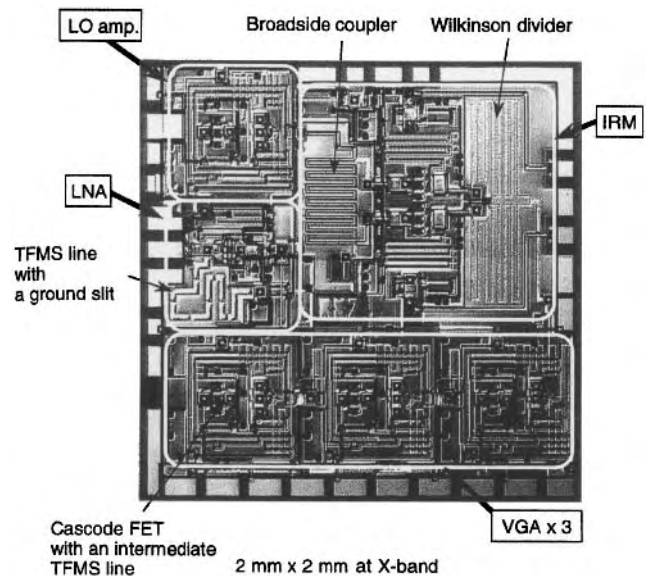 LO amp.
Broadside coupler
Wilkinson divider
IRM
LNA
TFMS line
with
a ground slit
Cascode FET
with an intermediate
TFMS line
2 mm x 2 mm at X-band
VGA x 3